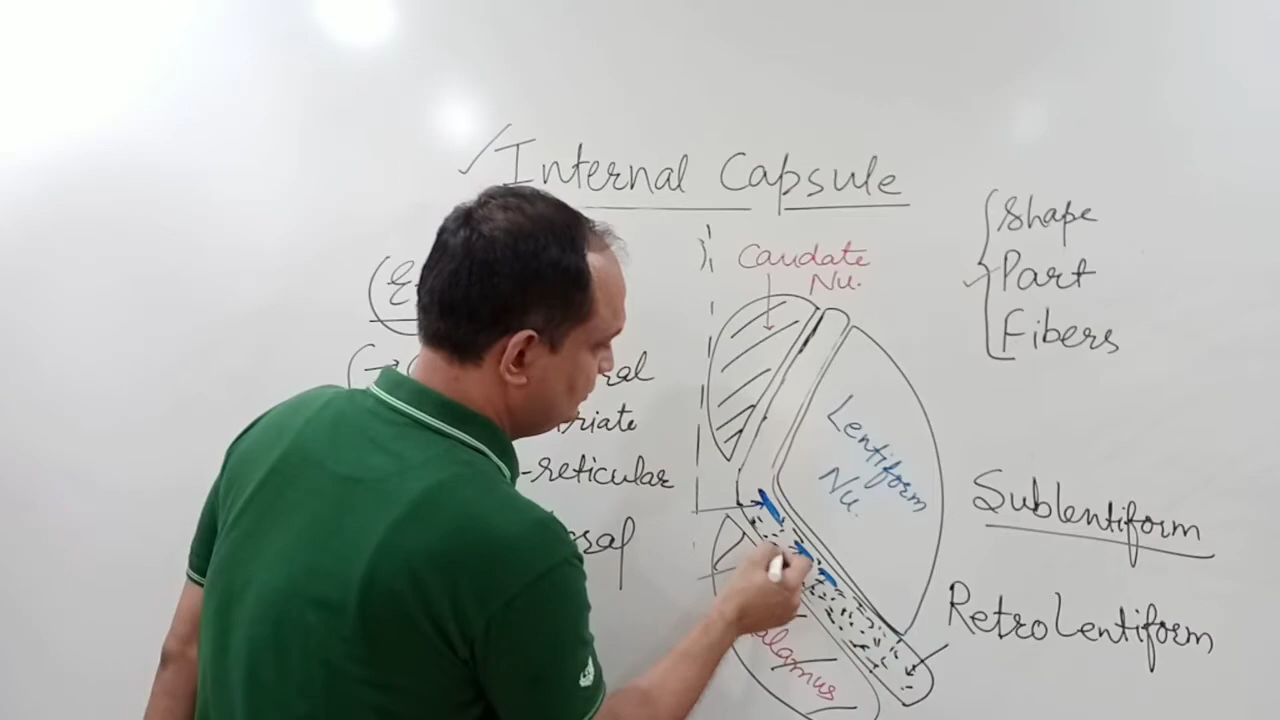 Internal Capsule
Caudate
Nu.
Shape
Part
Fibers
-reticular
Lentiform
Nu.
Sublentiform
RetroLentiform